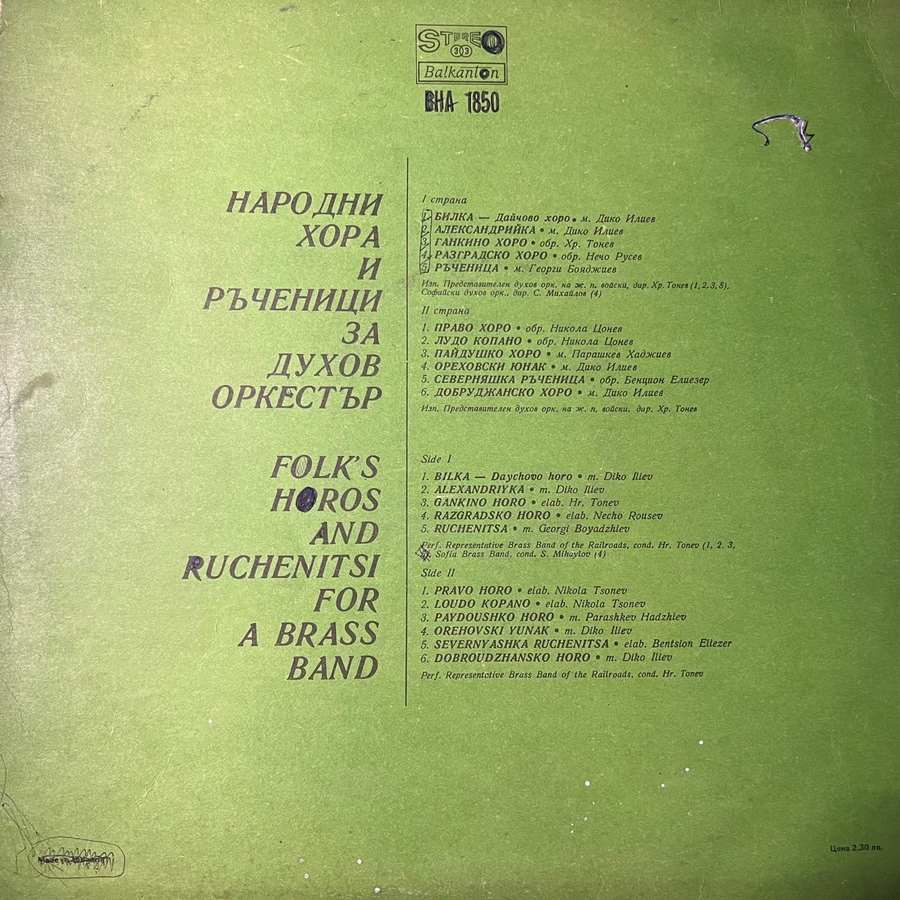 STEREO
33
Balkanton
ВНА 1850
НАРОДНИ
ХОРА
И
РЪЧЕНИЦИ
ЗА
ДУХОВ
ОРКЕСТЪР
I страна
1. БИЛКА — Дайчово хоро • м. Дико Илиев
2. АЛЕКСАНДРИЙКА • м. Дико Илиев
3. ГАНКИНО ХОРО • обр. Хр. Тонев
4. РАЗГРАДСКО ХОРО • обр. Нечо Русев
5. РЪЧЕНИЦА • м. Георги Бояджиев
Изп. Представителен духов орк. на ж. п. войски, дир. Хр. Тонев (1, 2, 3, 5),
Софийски духов орк., дир. С. Михайлов (4)
II страна
1. ПРАВО ХОРО • обр. Никола Цонев
2. ЛУДО КОПАНО • обр. Никола Цонев
3. ПАЙДУШКО ХОРО • м. Парашкев Хаджиев
4. ОРЕХОВСКИ ЮНАК • м. Дико Илиев
5. СЕВЕРНЯШКА РЪЧЕНИЦА • обр. Бенцион Елиезер
6. ДОБРУДЖАНСКО ХОРО • м. Дико Илиев
Изп. Представителен духов орк. на ж. п. войски, дир. Хр. Тонев
FOLK'S
HOROS
AND
RUCHENITSI
FOR
A BRASS
BAND
Side I
1. BILKA — Daychovo horo • m. Diko Iliev
2. ALEXANDRIYKA • m. Diko Iliev
3. GANKINO HORO • elab. Hr. Tonev
4. RAZGRADSKO HORO • elab. Necho Rousev
5. RUCHENITSA • m. Georgi Boyadzhiev
Perf. Representative Brass Band of the Railroads, cond. Hr. Tonev (1, 2. 3,
Sofia Brass Band, cond. S. Mihaylov (4)
Side II
1. PRAVO HORO • elab. Nikola Tsonev
2. LOUDO KOPANO • elab. Nikola Tsonev
3. PAYDOUSHKO HORO • m. Parashkev Hadzhiev
4. OREHOVSKI YUNAK • m. Diko Iliev
5. SEVERNYASHKA RUCHENITSA • elab. Bentsion Eliezer
6. DOBROUDZHANSKO HORO • m. Diko Iliev
Perf. Representative Brass Band of the Railroads, cond. Hr. Tonev
Made in
Цена 2,30 лв.